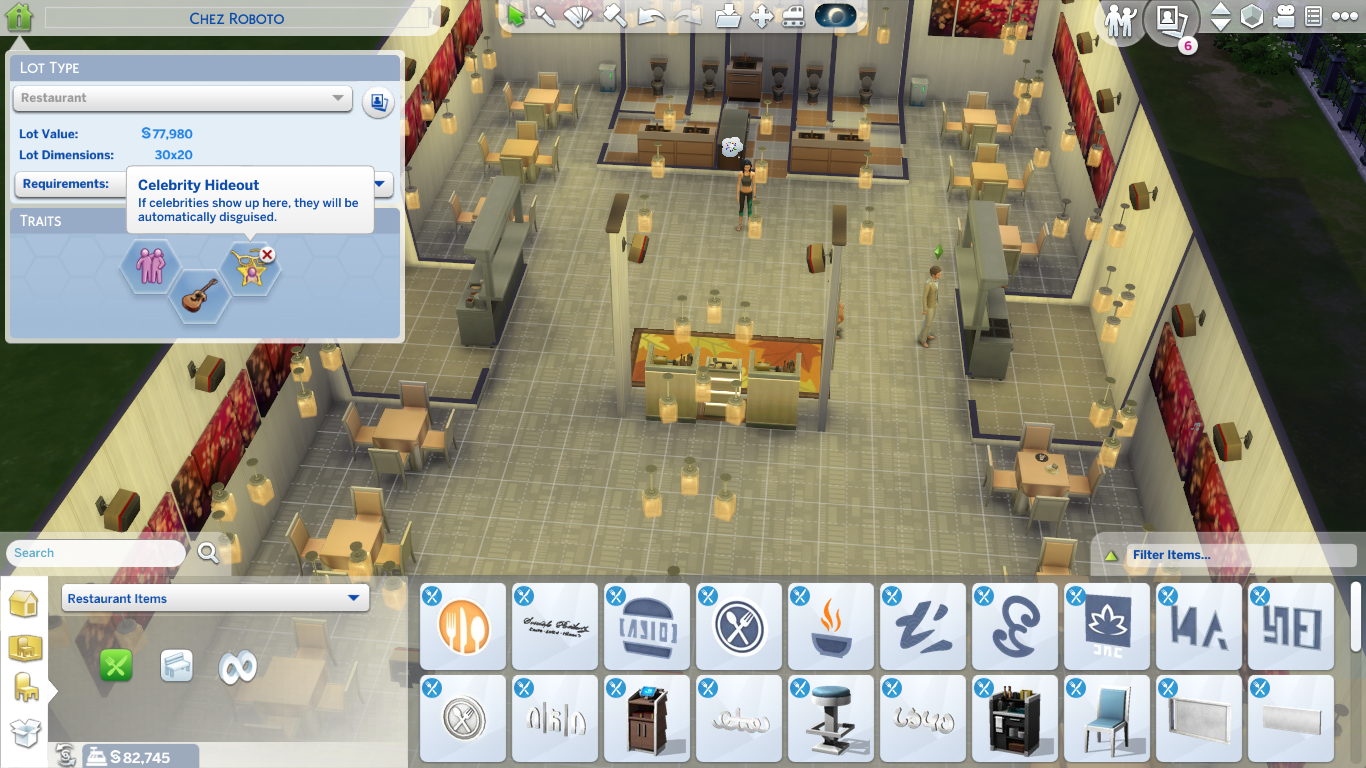 Chez Roboto
6
Lot Type
Restaurant
Lot Value: §77,980
Lot Dimensions: 30x20
Requirements:
Celebrity Hideout
If celebrities show up here, they will be
automatically disguised.
Traits
Search
Filter Items...
Restaurant Items
§82,745